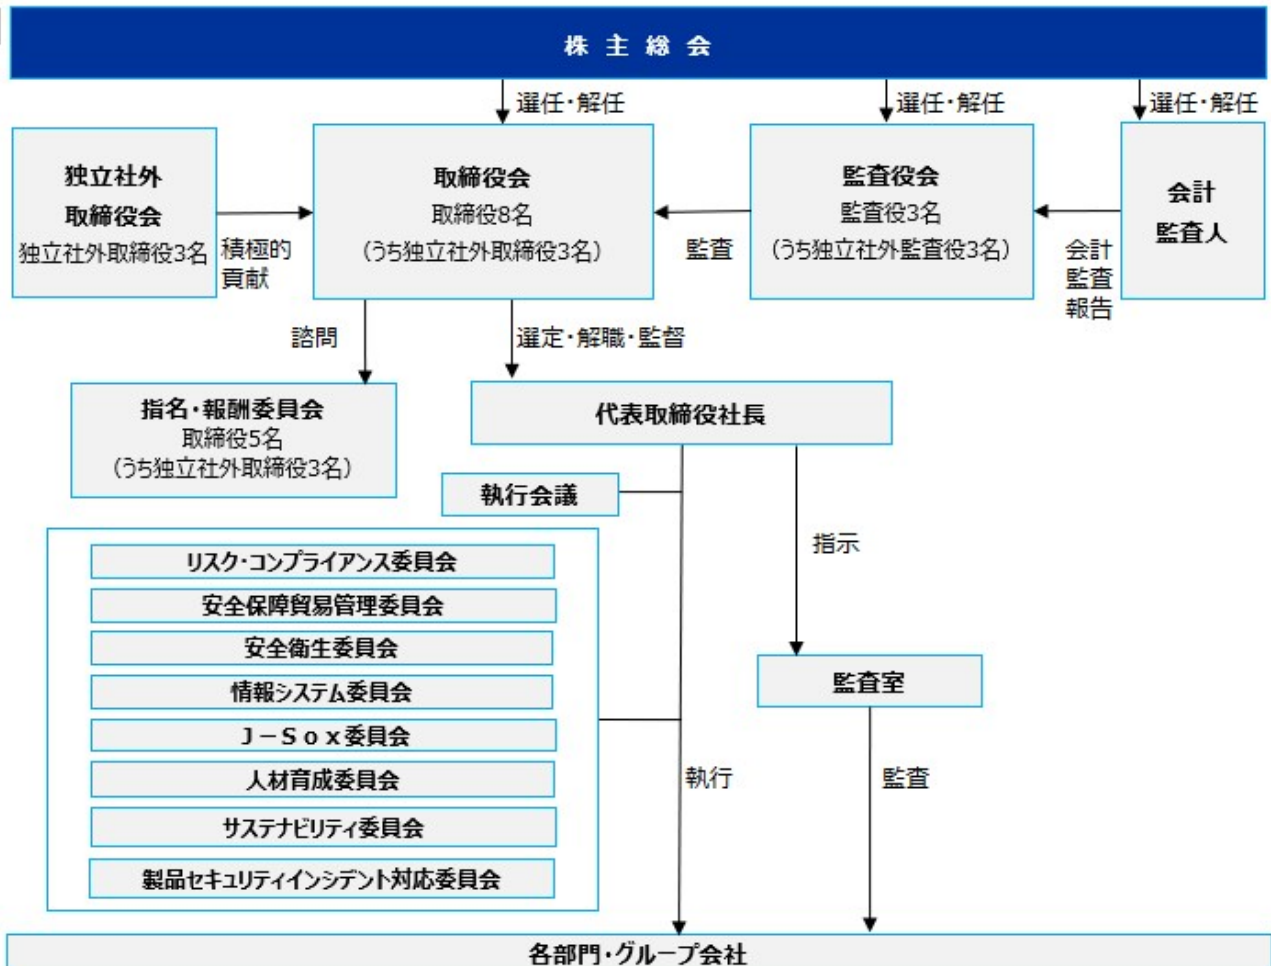 株主総会
選任・解任
選任・解任
選任・解任
独立社外
取締役会
独立社外取締役3名
積極的
貢献
取締役会
取締役8名
(うち独立社外取締役3名)
監査
監査役会
監査役3名
(うち独立社外監査役3名)
会計
監査
報告
会計
監査人
諮問
選定・解職・監督
指名・報酬委員会
取締役5名
(うち独立社外取締役3名)
代表取締役社長
執行会議
指示
リスク・コンプライアンス委員会
安全保障貿易管理委員会
安全衛生委員会
情報システム委員会
J-Sox委員会
人材育成委員会
サステナビリティ委員会
製品セキュリティインシデント対応委員会
監査室
執行
監査
各部門・グループ会社